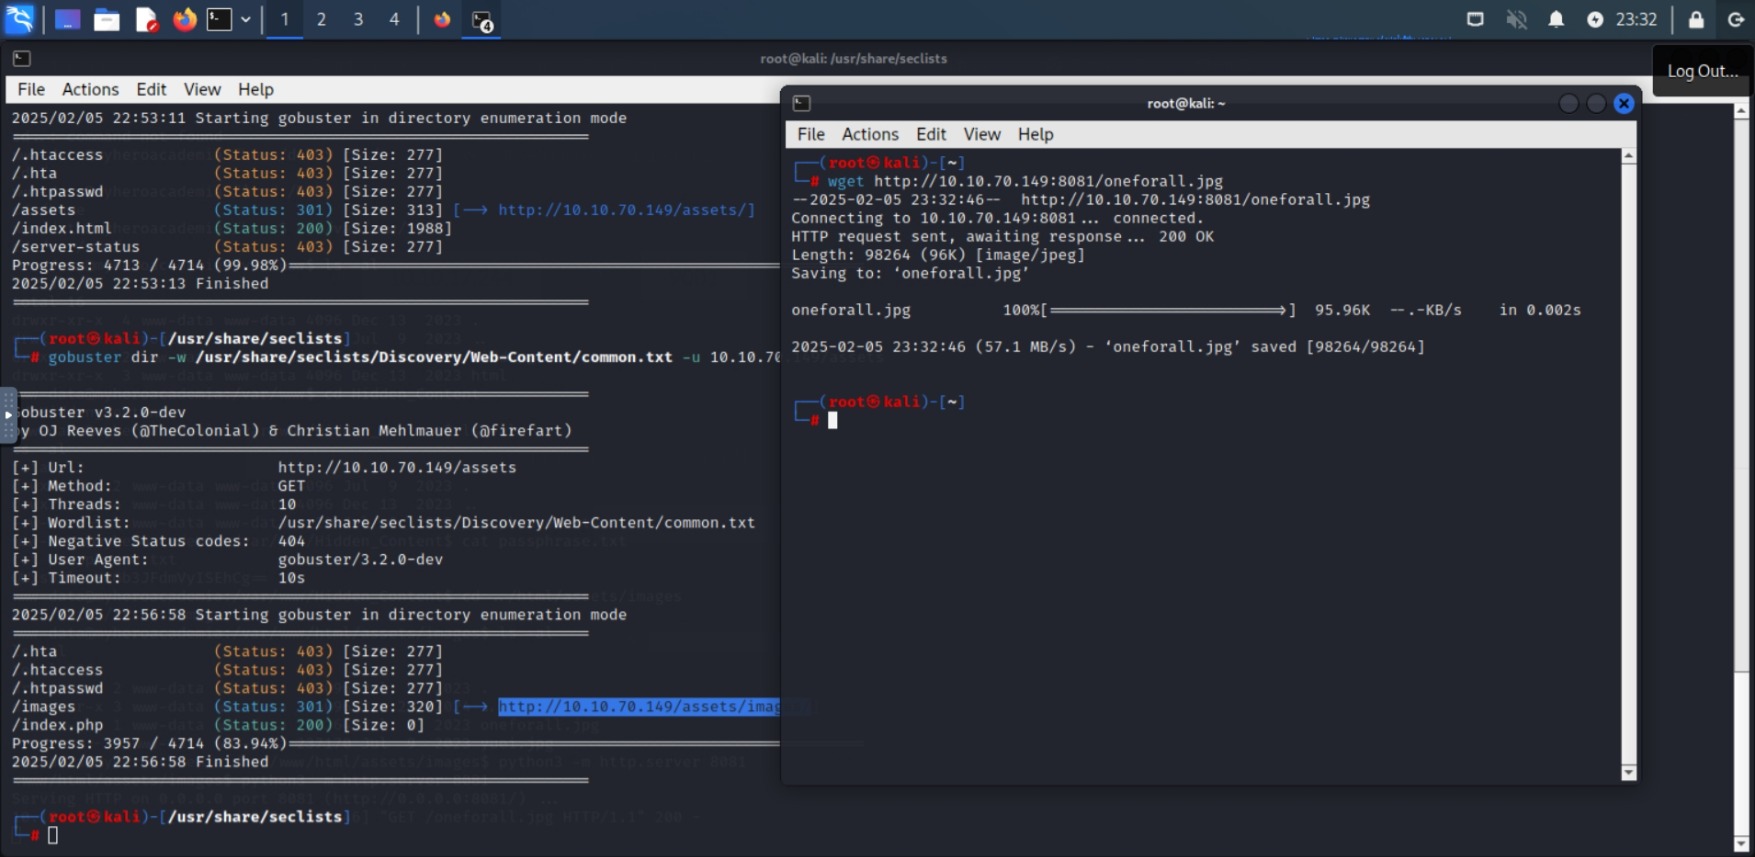 1 2 3 4
4
23:32
root@kali: /usr/share/seclists
Log Out...
File Actions Edit View Help
2025/02/05 22:53:11 Starting gobuster in directory enumeration mode
/.htaccess (Status: 403) [Size: 277]
/.hta (Status: 403) [Size: 277]
/.htpasswd (Status: 403) [Size: 277]
/assets (Status: 301) [Size: 313] [--> http://10.10.70.149/assets/]
/index.html (Status: 200) [Size: 1988]
/server-status (Status: 403) [Size: 277]
Progress: 4713 / 4714 (99.98%)
2025/02/05 22:53:13 Finished
(root㉿kali)-[/usr/share/seclists]
# gobuster dir -w /usr/share/seclists/Discovery/Web-Content/common.txt -u 10.10.70
obuster v3.2.0-dev
y OJ Reeves (@TheColonial) & Christian Mehlmauer (@firefart)
[+] Url: http://10.10.70.149/assets
[+] Method: GET
[+] Threads: 10
[+] Wordlist: /usr/share/seclists/Discovery/Web-Content/common.txt
[+] Negative Status codes: 404
[+] User Agent: gobuster/3.2.0-dev
[+] Timeout: 10s
2025/02/05 22:56:58 Starting gobuster in directory enumeration mode
/.hta (Status: 403) [Size: 277]
/.htaccess (Status: 403) [Size: 277]
/.htpasswd (Status: 403) [Size: 277]
/images (Status: 301) [Size: 320] [--> http://10.10.70.149/assets/imag
/index.php (Status: 200) [Size: 0]
Progress: 3957 / 4714 (83.94%)
2025/02/05 22:56:58 Finished
(root㉿kali)-[/usr/share/seclists]
#
root@kali: ~
File Actions Edit View Help
(root㉿kali)-[~]
# wget http://10.10.70.149:8081/oneforall.jpg
--2025-02-05 23:32:46-- http://10.10.70.149:8081/oneforall.jpg
Connecting to 10.10.70.149:8081... connected.
HTTP request sent, awaiting response... 200 OK
Length: 98264 (96K) [image/jpeg]
Saving to: ‘oneforall.jpg’
oneforall.jpg 100%[===================>] 95.96K --.-KB/s in 0.002s
2025-02-05 23:32:46 (57.1 MB/s) - ‘oneforall.jpg’ saved [98264/98264]
(root㉿kali)-[~]
#